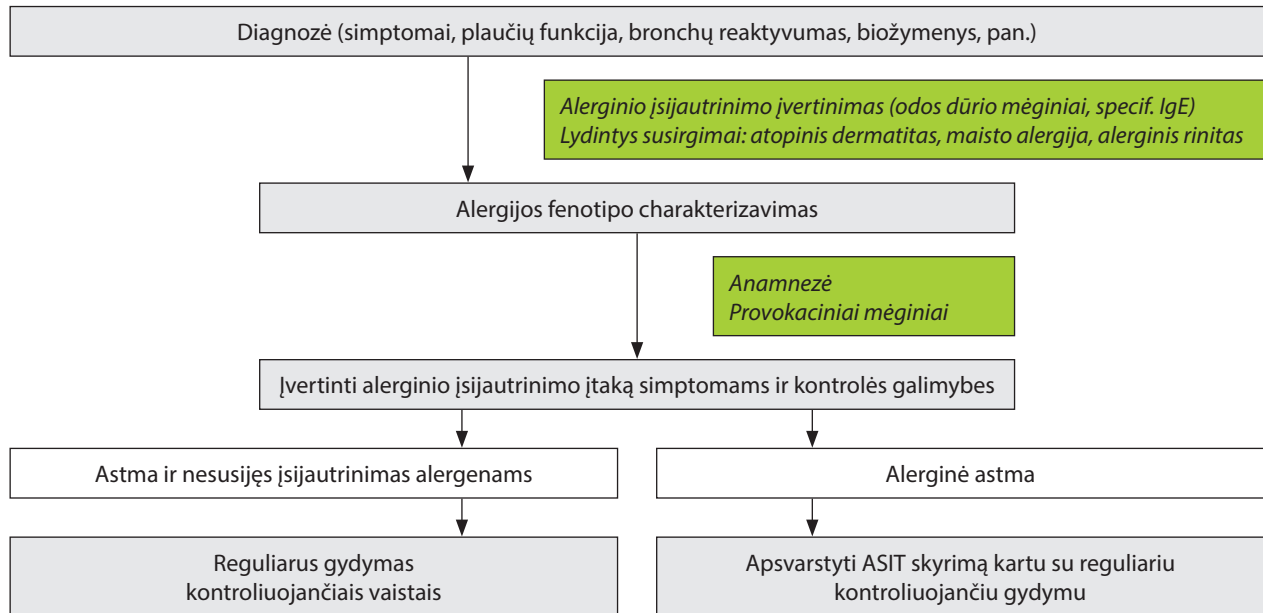 Diagnozė (simptomai, plaučių funkcija, bronchų reaktyvumas, biožymenys, pan.)
Alerginio įsijautrinimo įvertinimas (odos dūrio mėginiai, specif. IgE)
Lydintys susirgimai: atopinis dermatitas, maisto alergija, alerginis rinitas
Alergijos fenotipo charakterizavimas
Anamnezė
Provokaciniai mėginiai
Įvertinti alerginio įsijautrinimo įtaką simptomams ir kontrolės galimybes
Astma ir nesusijęs įsijautrinimas alergenams
Alerginė astma
Reguliarus gydymas
kontroliuojančiais vaistais
Apsvarstyti ASIT skyrimą kartu su reguliariu
kontroliuojančiu gydymu